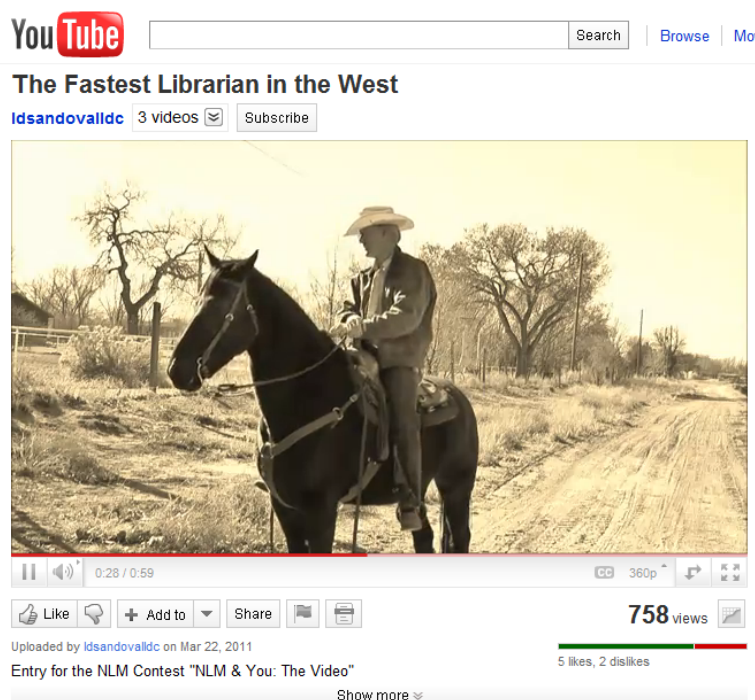 YouTube Search Browse Mo
The Fastest Librarian in the West
ldsandovalldc 3 videos Subscribe
0:28 / 0:59 CC 360p
Like Add to Share 758 views
Uploaded by ldsandovalldc on Mar 22, 2011
5 likes, 2 dislikes
Entry for the NLM Contest "NLM & You: The Video"
Show more